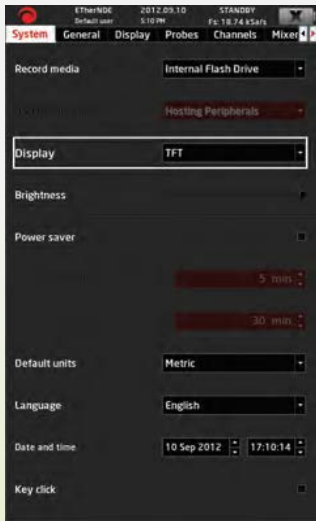 ETherNDE 2012.09.10 STANDBY
Default user 5:10 PM Fs: 18.74 kSa/s
System General Display Probes Channels Mixer
Record media Internal Flash Drive
Hosting Peripherals
Display TFT
Brightness
Power saver
5 min
30 min
Default units Metric
Language English
Date and time 10 Sep 2012 17:10:14
Key click